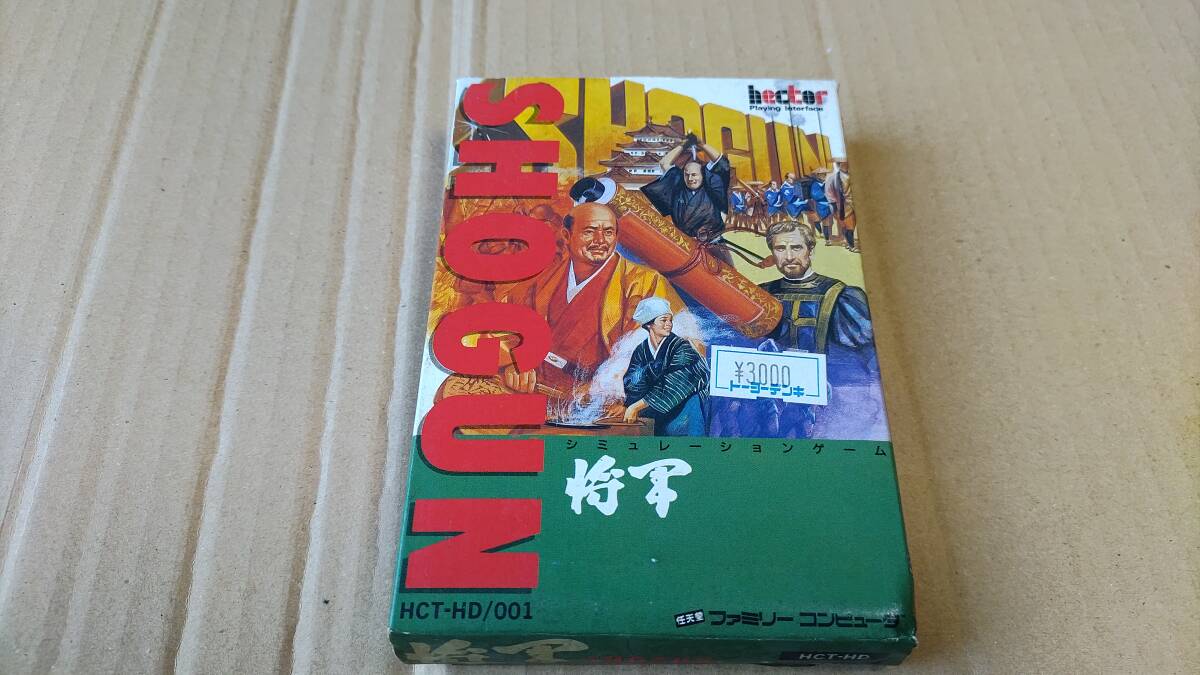 SHOGUN
SHOGUN
hector
Playing Interface
¥3000
トーヨーデンキ
シミュレーションゲーム
将軍
HCT-HD/001
任天堂 ファミリー コンピュータ
将軍
HCT-HD